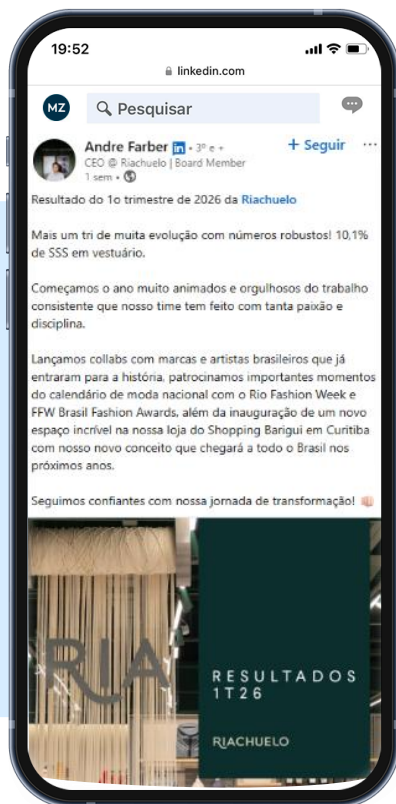 19:52
linkedin.com
MZ
Pesquisar
Andre Farber in • 3º e +
+ Seguir ...
CEO @ Riachuelo | Board Member
1 sem •
Resultado do 1o trimestre de 2026 da Riachuelo
Mais um tri de muita evolução com números robustos! 10,1%
de SSS em vestuário.
Começamos o ano muito animados e orgulhosos do trabalho
consistente que nosso time tem feito com tanta paixão e
disciplina.
Lançamos collabs com marcas e artistas brasileiros que já
entraram para a história, patrocinamos importantes momentos
do calendário de moda nacional com o Rio Fashion Week e
FFW Brasil Fashion Awards, além da inauguração de um novo
espaço incrível na nossa loja do Shopping Barigui em Curitiba
com nosso novo conceito que chegará a todo o Brasil nos
próximos anos.
Seguimos confiantes com nossa jornada de transformação!
RIA
RESULTADOS
1T26
RIACHUELO